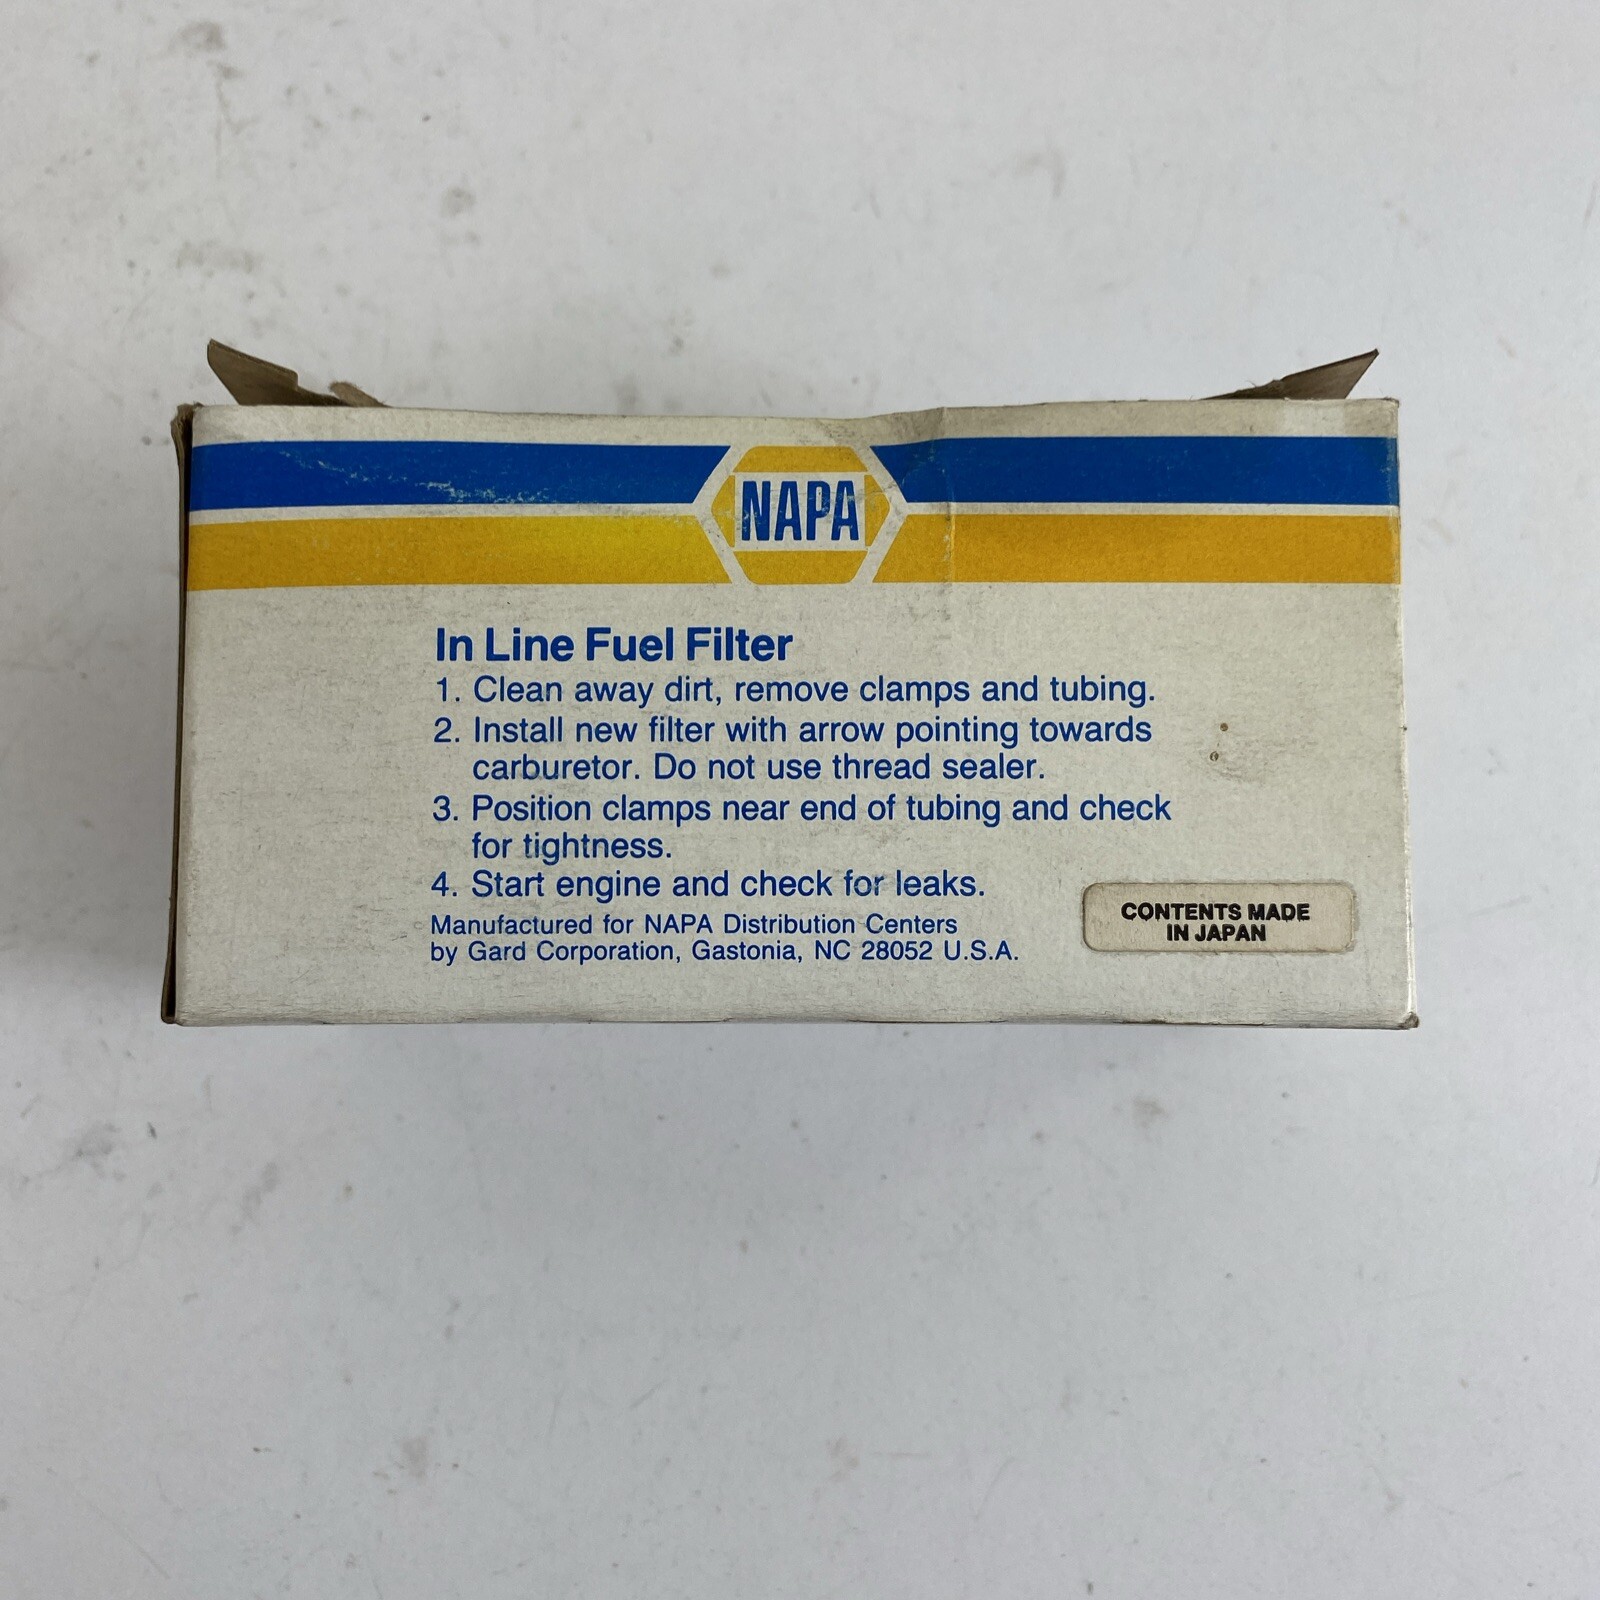 NAPA
In Line Fuel Filter
1. Clean away dirt, remove clamps and tubing.
2. Install new filter with arrow pointing towards
carburetor. Do not use thread sealer.
3. Position clamps near end of tubing and check
for tightness.
4. Start engine and check for leaks.
Manufactured for NAPA Distribution Centers
by Gard Corporation, Gastonia, NC 28052 U.S.A.
CONTENTS MADE
IN JAPAN